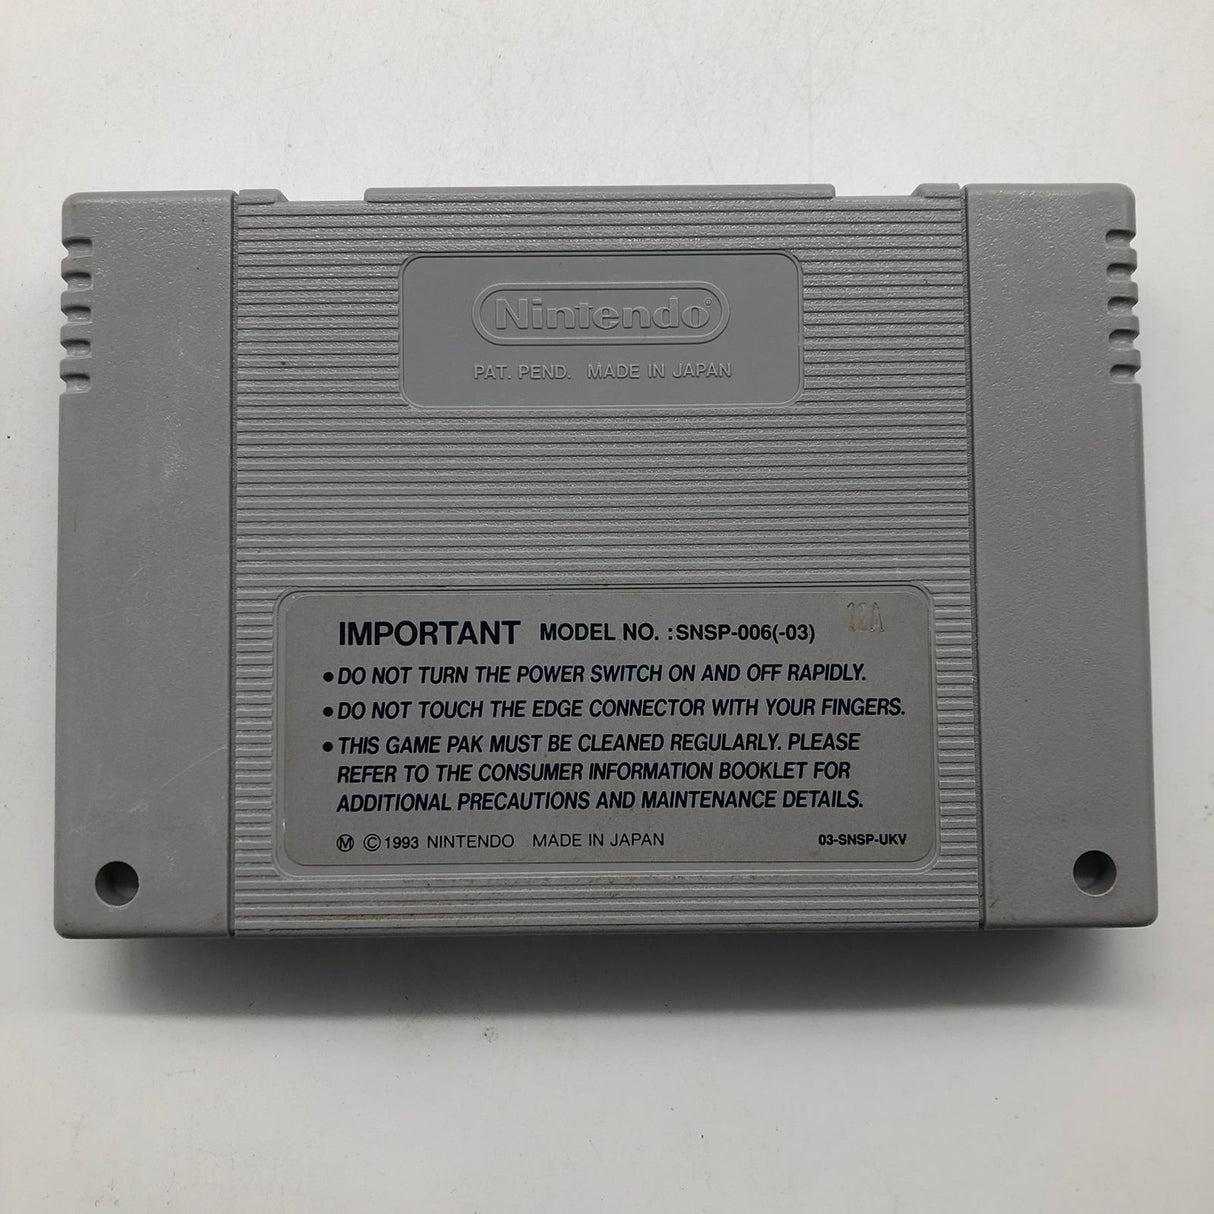 Nintendo®
PAT. PEND. MADE IN JAPAN
IMPORTANT MODEL NO. :SNSP-006(-03)
●DO NOT TURN THE POWER SWITCH ON AND OFF RAPIDLY.
●DO NOT TOUCH THE EDGE CONNECTOR WITH YOUR FINGERS.
●THIS GAME PAK MUST BE CLEANED REGULARLY. PLEASE
REFER TO THE CONSUMER INFORMATION BOOKLET FOR
ADDITIONAL PRECAUTIONS AND MAINTENANCE DETAILS.
Ⓜ ©1993 NINTENDO MADE IN JAPAN 03-SNSP-UKV